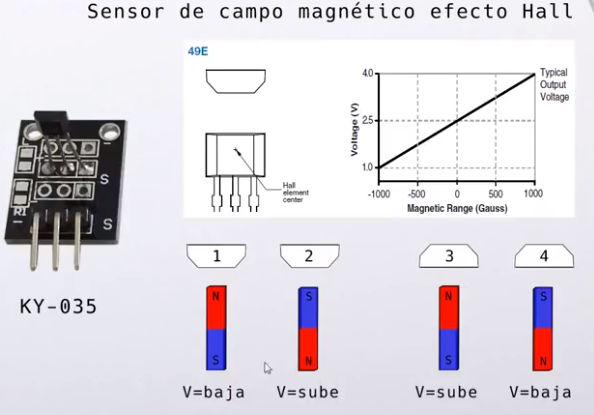 Sensor de campo magnético efecto Hall
49E
Hall
element
center
Voltage (V)
4.0
2.5
1.0
-1000 -500 0 500 1000
Magnetic Range (Gauss)
Typical
Output
Voltage
S
R1
S
KY-035
1 2 3 4
N S N S
S N S N
V=baja V=sube V=sube V=baja